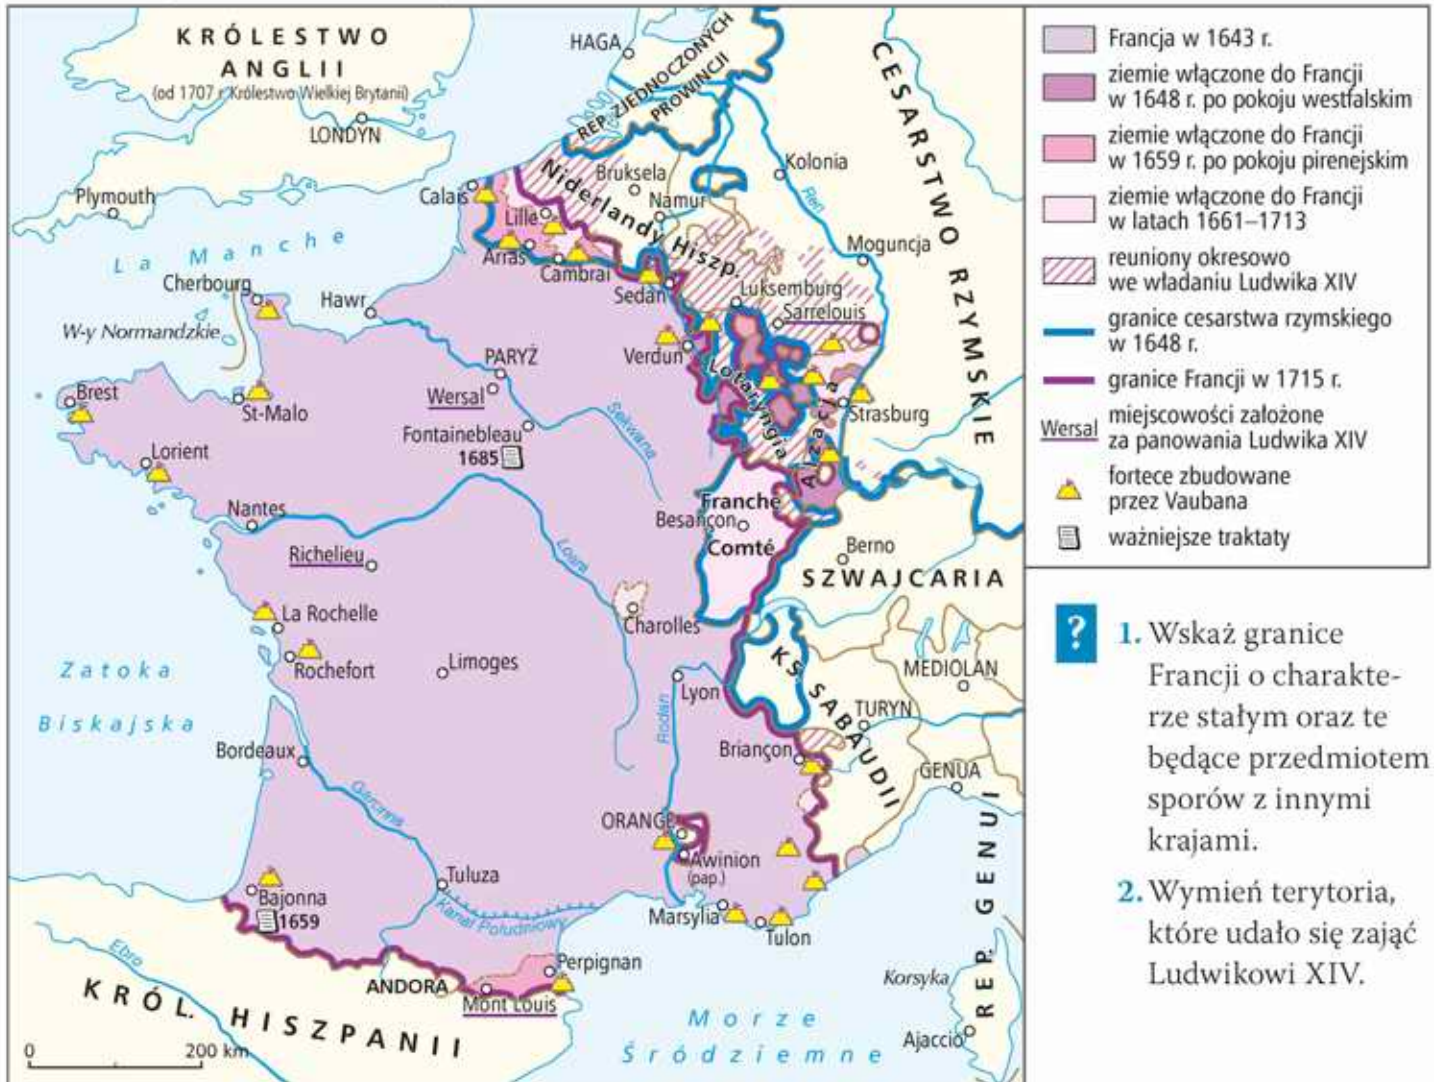 KRÓLESTWO
ANGLII
(od 1707 r. Królestwo Wielkiej Brytanii)
LONDYN
Plymouth
HAGA
REP. ZJEDNOCZONYCH
PROWINCJI
CESARSTWO RZYMSKIE
Kolonia
Ren
Bruksela
Namur
Niderlandy Hiszp.
Calais
Lille
Arras
Cambrai
Sedan
Moguncja
Luksemburg
Sarrelouis
La Manche
Cherbourg
Hawr
W-y Normandzkie
PARYŻ
Wersal
Verdun
Lotaryngia
Alzacja
Strasburg
Brest
St-Malo
Fontainebleau
1685
Sekwana
Lorient
Nantes
Franche
Besançon
Comté
Berno
SZWAJCARIA
Richelieu
Loara
La Rochelle
Charolles
Rochefort
Limoges
Zatoka
Biskajska
Lyon
Rodan
KS. SABAUDII
MEDIOLAN
TURYN
Bordeaux
Briançon
GENUA
Garonna
ORANGE
Awinion
(pap.)
Tuluza
Kanał Południowy
Bajonna
1659
Marsylia
Tulon
REP. GENUI
Ebro
ANDORA
Perpignan
Mont Louis
KRÓL. HISZPANII
Morze
Śródziemne
Korsyka
Ajaccio
0 200 km
Francja w 1643 r.
ziemie włączone do Francji
w 1648 r. po pokoju westfalskim
ziemie włączone do Francji
w 1659 r. po pokoju pirenejskim
ziemie włączone do Francji
w latach 1661–1713
reuniony okresowo
we władaniu Ludwika XIV
granice cesarstwa rzymskiego
w 1648 r.
granice Francji w 1715 r.
Wersal
miejscowości założone
za panowania Ludwika XIV
fortece zbudowane
przez Vaubana
ważniejsze traktaty
?
1. Wskaż granice
Francji o charakte-
rze stałym oraz te
będące przedmiotem
sporów z innymi
krajami.
2. Wymień terytoria,
które udało się zająć
Ludwikowi XIV.